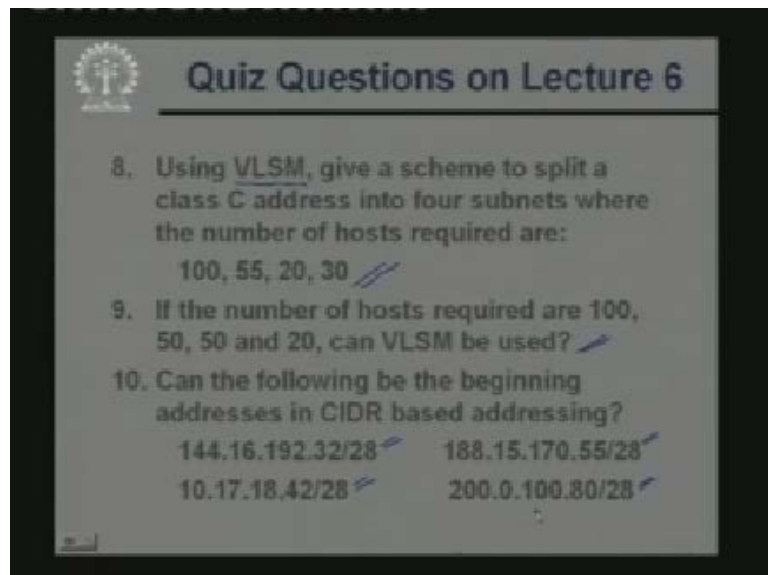 Quiz Questions on Lecture 6
8. Using VLSM, give a scheme to split a
class C address into four subnets where
the number of hosts required are:
100, 55, 20, 30
9. If the number of hosts required are 100,
50, 50 and 20, can VLSM be used?
10. Can the following be the beginning
addresses in CIDR based addressing?
144.16.192.32/28 188.15.170.55/28
10.17.18.42/28 200.0.100.80/28